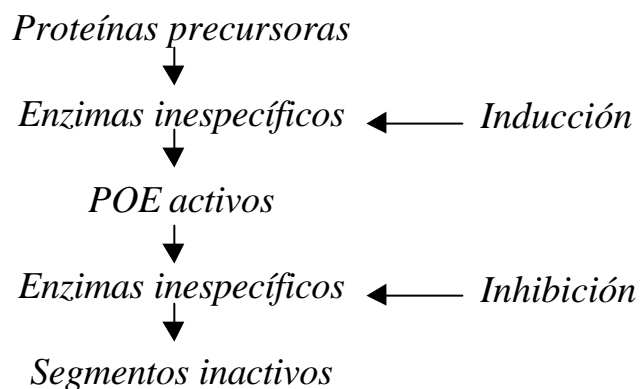 Proteínas precursoras
Enzimas inespecíficos
Inducción
POE activos
Enzimas inespecíficos
Inhibición
Segmentos inactivos